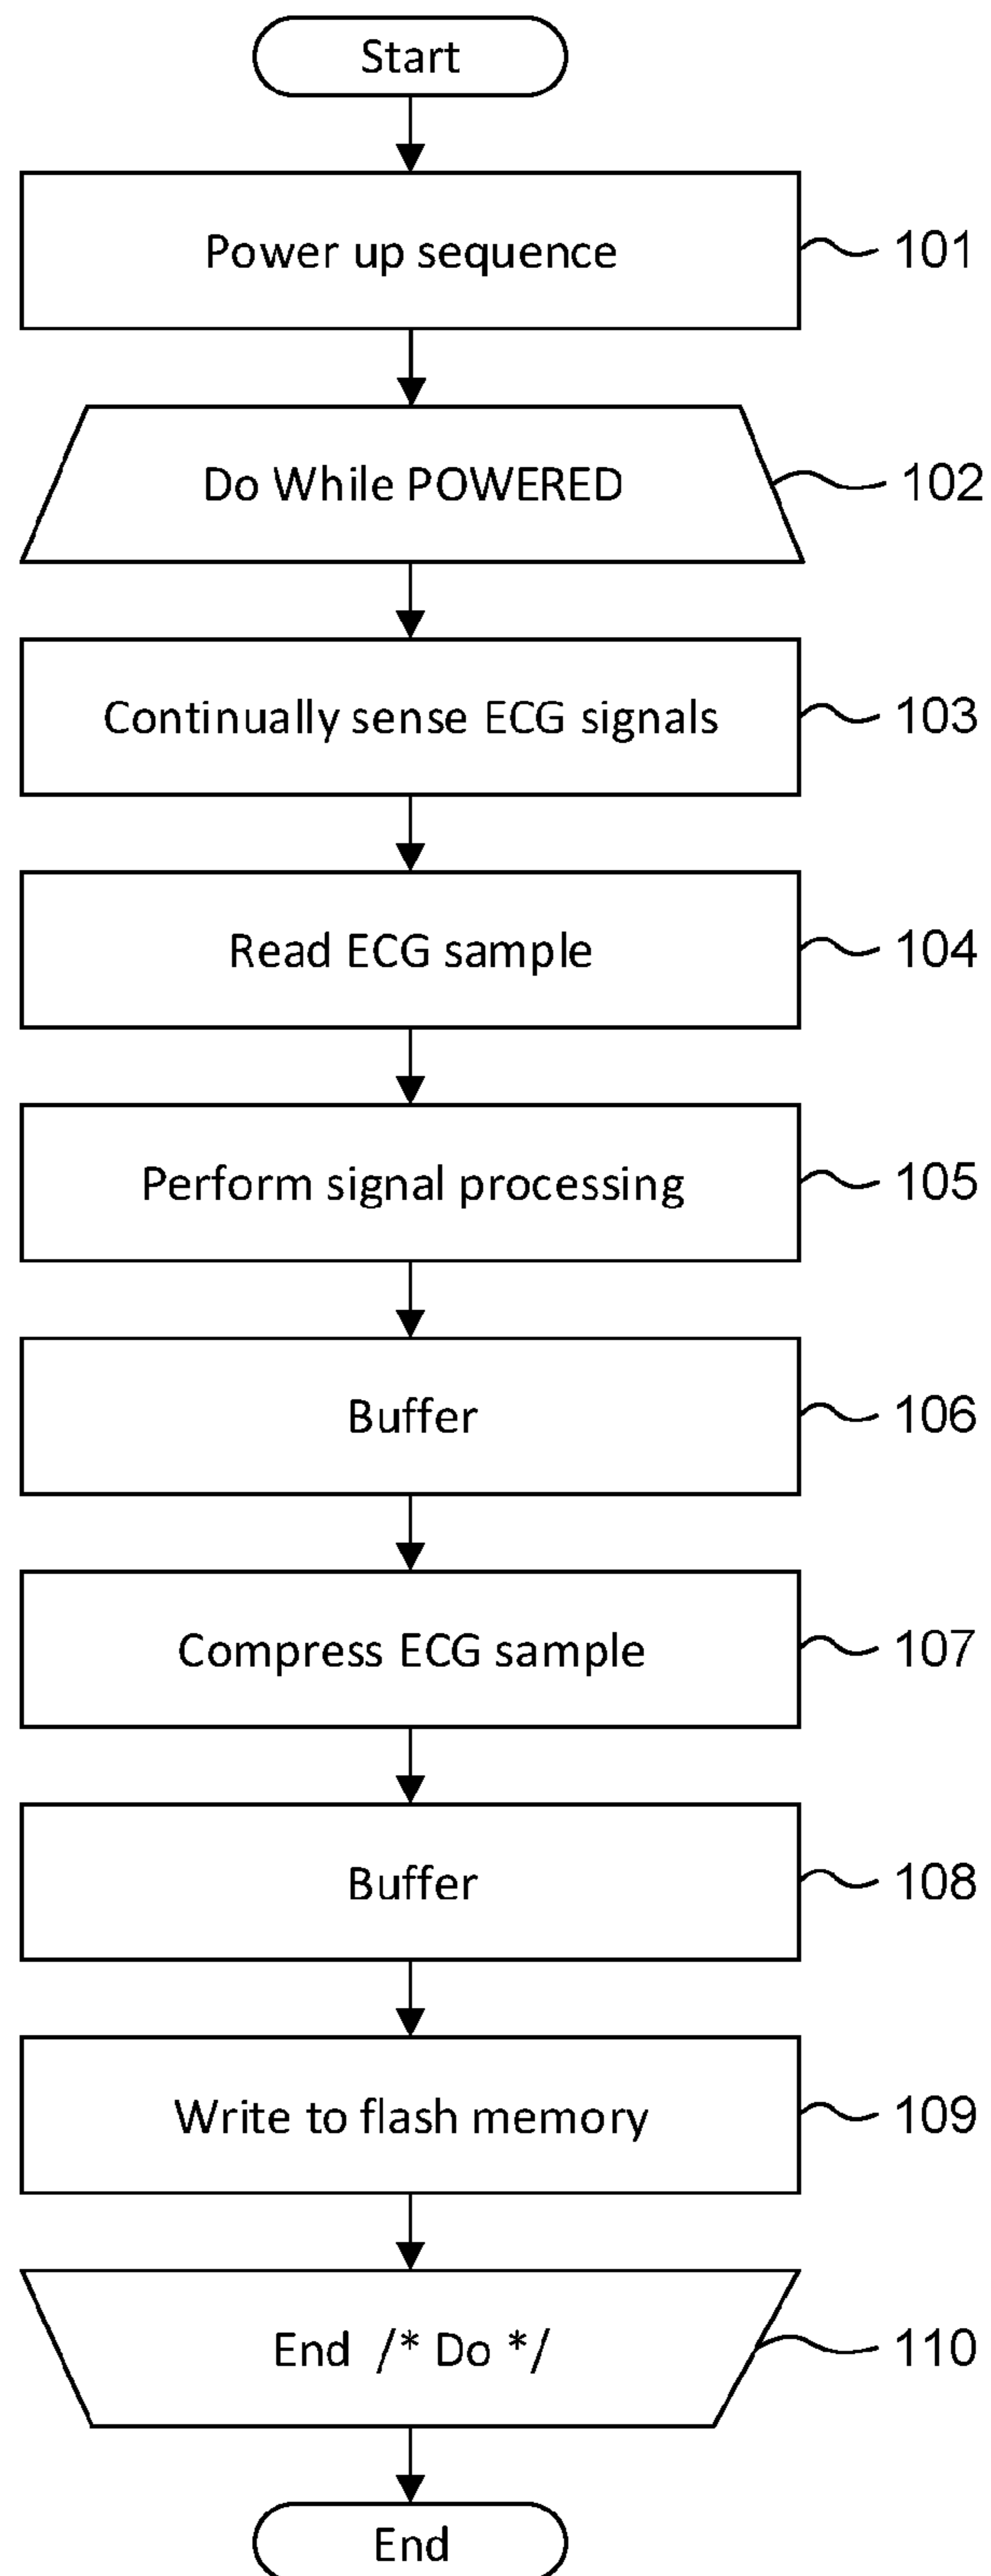 Start
Power up sequence
101
Do While POWERED
102
Continually sense ECG signals
103
Read ECG sample
104
Perform signal processing
105
Buffer
106
Compress ECG sample
107
Buffer
108
Write to flash memory
109
End /* Do */
110
End